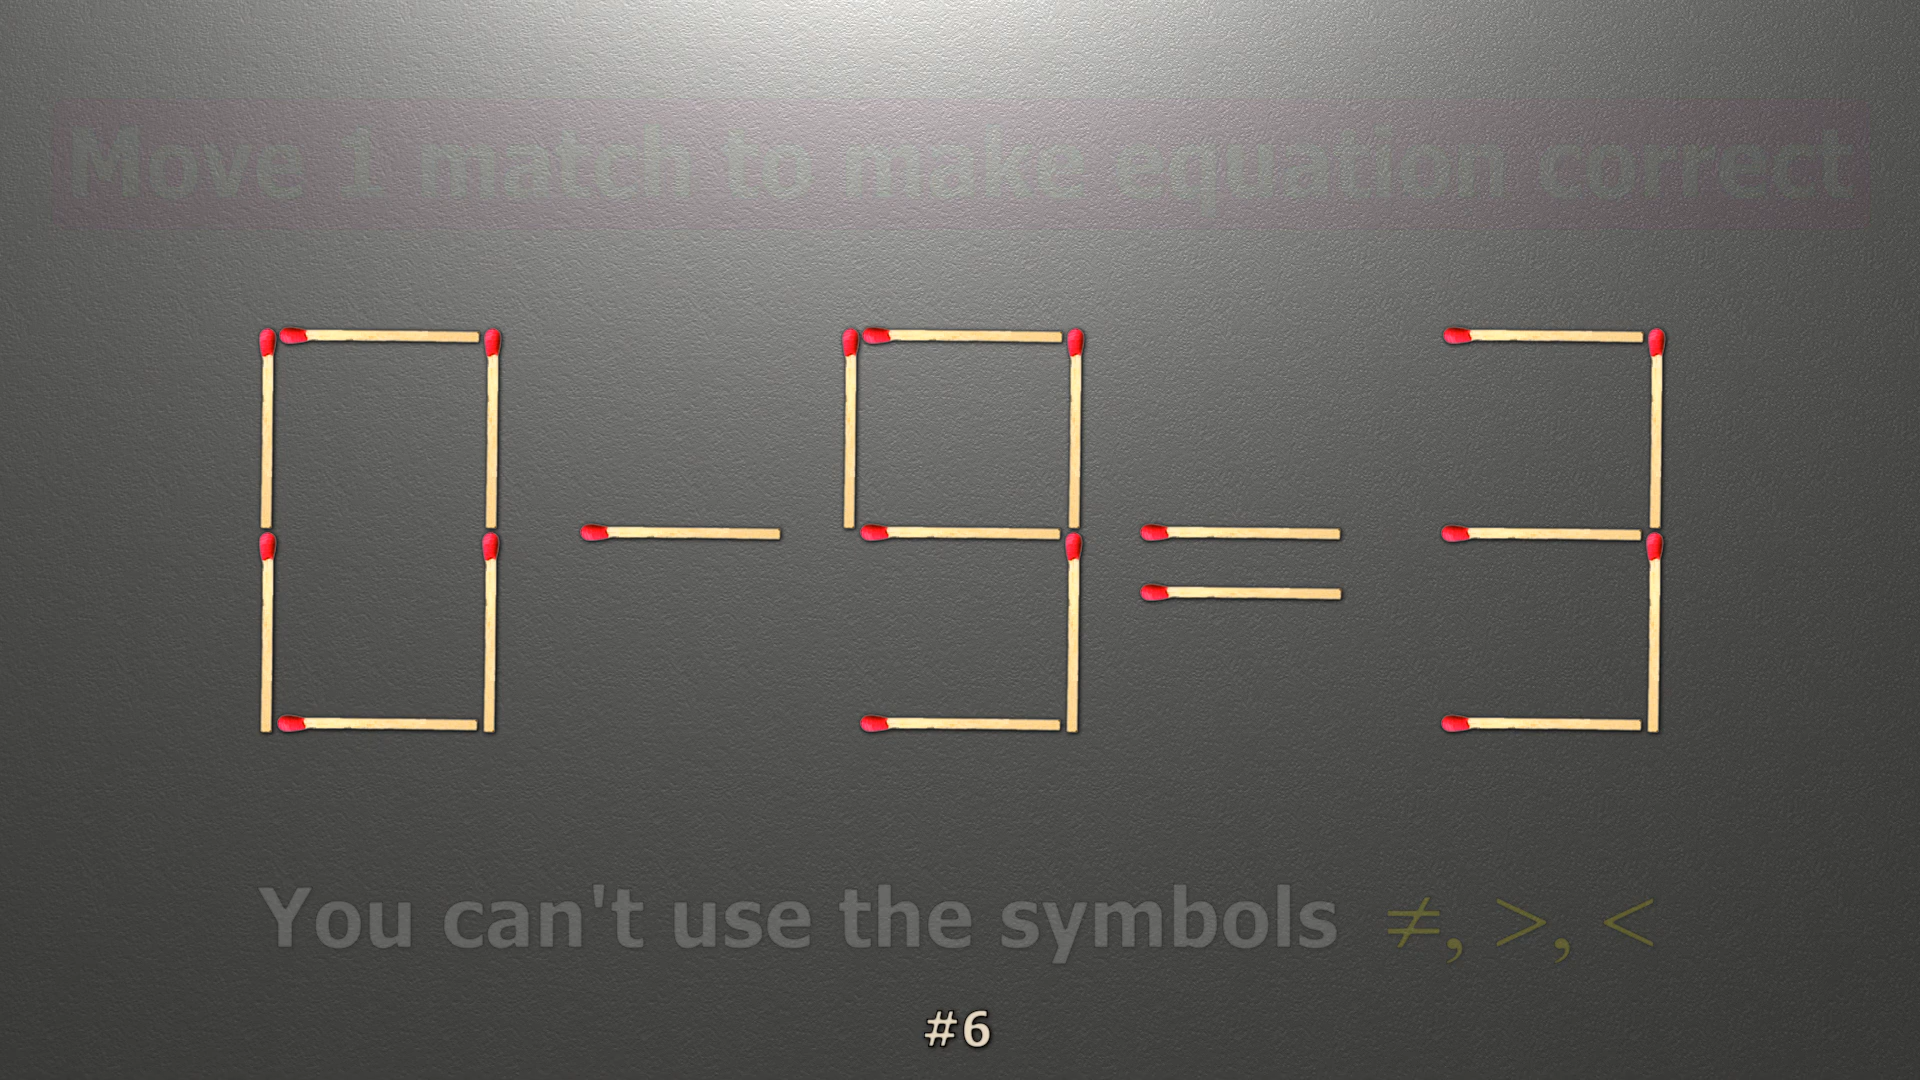 Move 1 match to make equation correct
0 - 9 = 3
You can't use the symbols ≠, >, <
#6